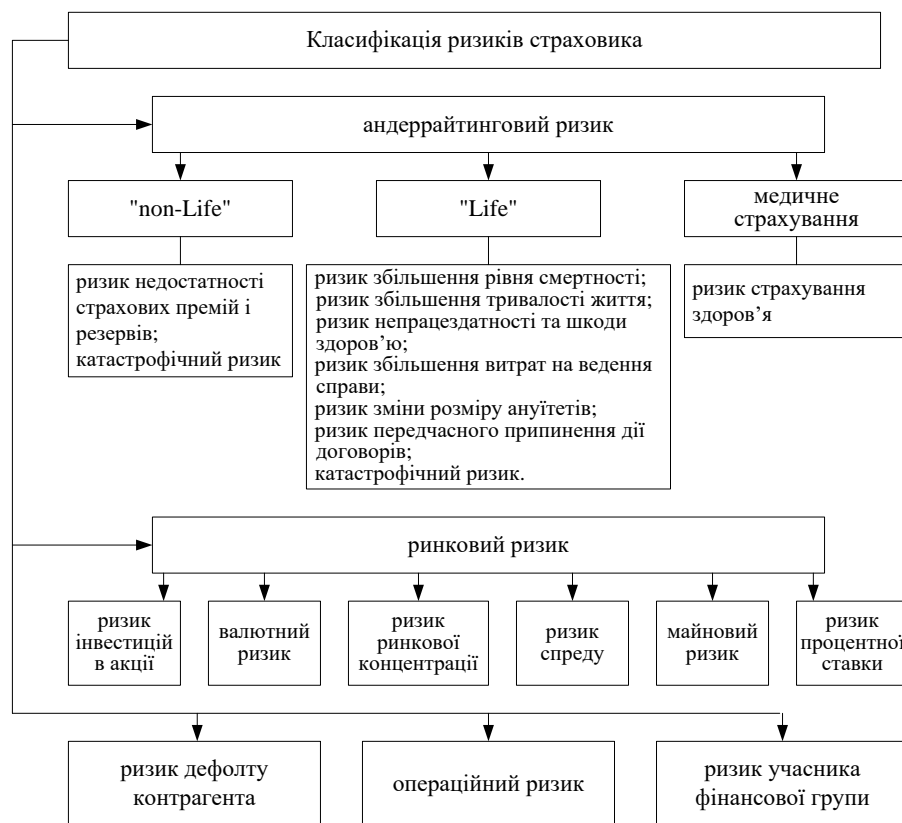 Класифікація ризиків страховика
андеррайтинговий ризик
"non-Life"
"Life"
медичне
страхування
ризик недостатності
страхових премій і
резервів;
катастрофічний ризик
ризик збільшення рівня смертності;
ризик збільшення тривалості життя;
ризик непрацездатності та шкоди
здоров’ю;
ризик збільшення витрат на ведення
справи;
ризик зміни розміру ануїтетів;
ризик передчасного припинення дії
договорів;
катастрофічний ризик.
ризик страхування
здоров’я
ринковий ризик
ризик
інвестицій
в акції
валютний
ризик
ризик
ринкової
концентрації
ризик
спреду
майновий
ризик
ризик
процентної
ставки
ризик дефолту
контрагента
операційний ризик
ризик учасника
фінансової групи